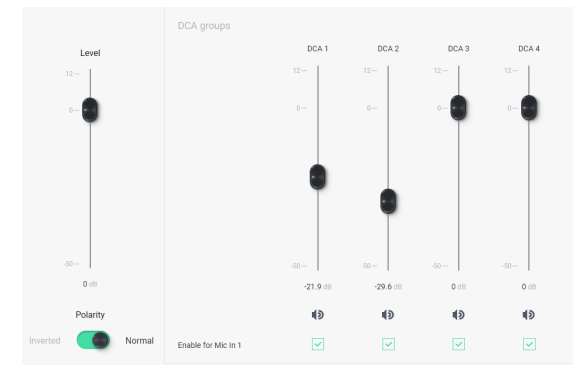 DCA groups
Level
DCA 1 DCA 2 DCA 3 DCA 4
12 12 12 12 12
0 0 0 0 0
-50 -50 -50 -50 -50
0 dB
-21.9 dB -29.6 dB 0 dB 0 dB
Polarity
Inverted Normal
Enable for Mic In 1